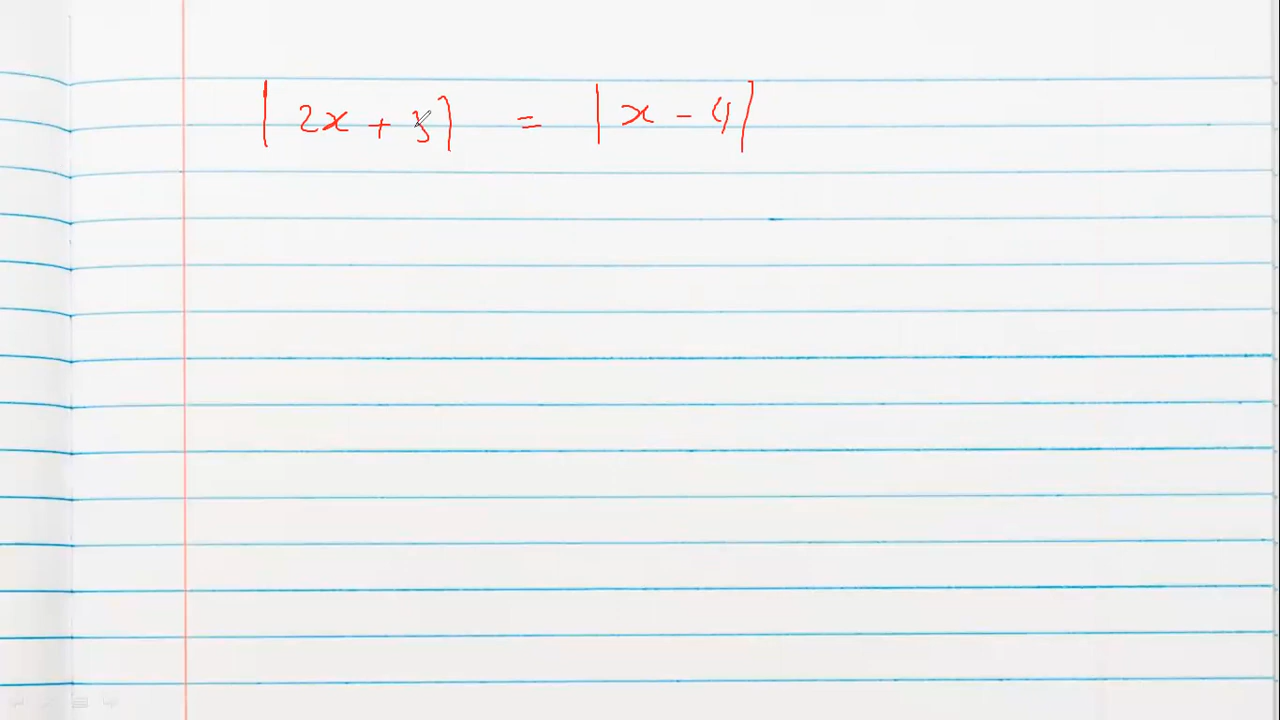 |2x + 3| = |x - 4|